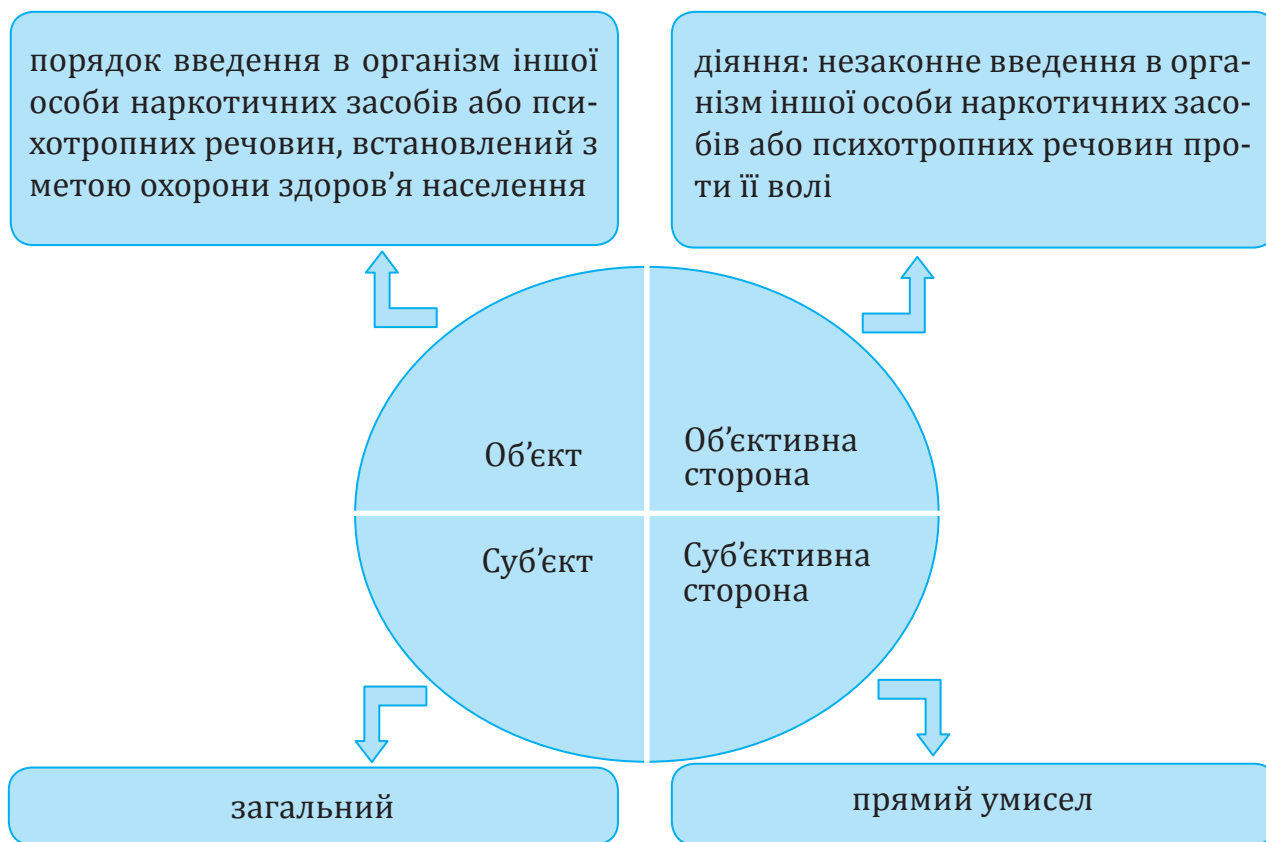 порядок введення в організм іншої
особи наркотичних засобів або пси-
хотропних речовин, встановлений з
метою охорони здоров’я населення
діяння: незаконне введення в орга-
нізм іншої особи наркотичних засо-
бів або психотропних речовин про-
ти її волі
Об’єкт
Об’єктивна
сторона
Суб’єкт
Суб’єктивна
сторона
загальний
прямий умисел